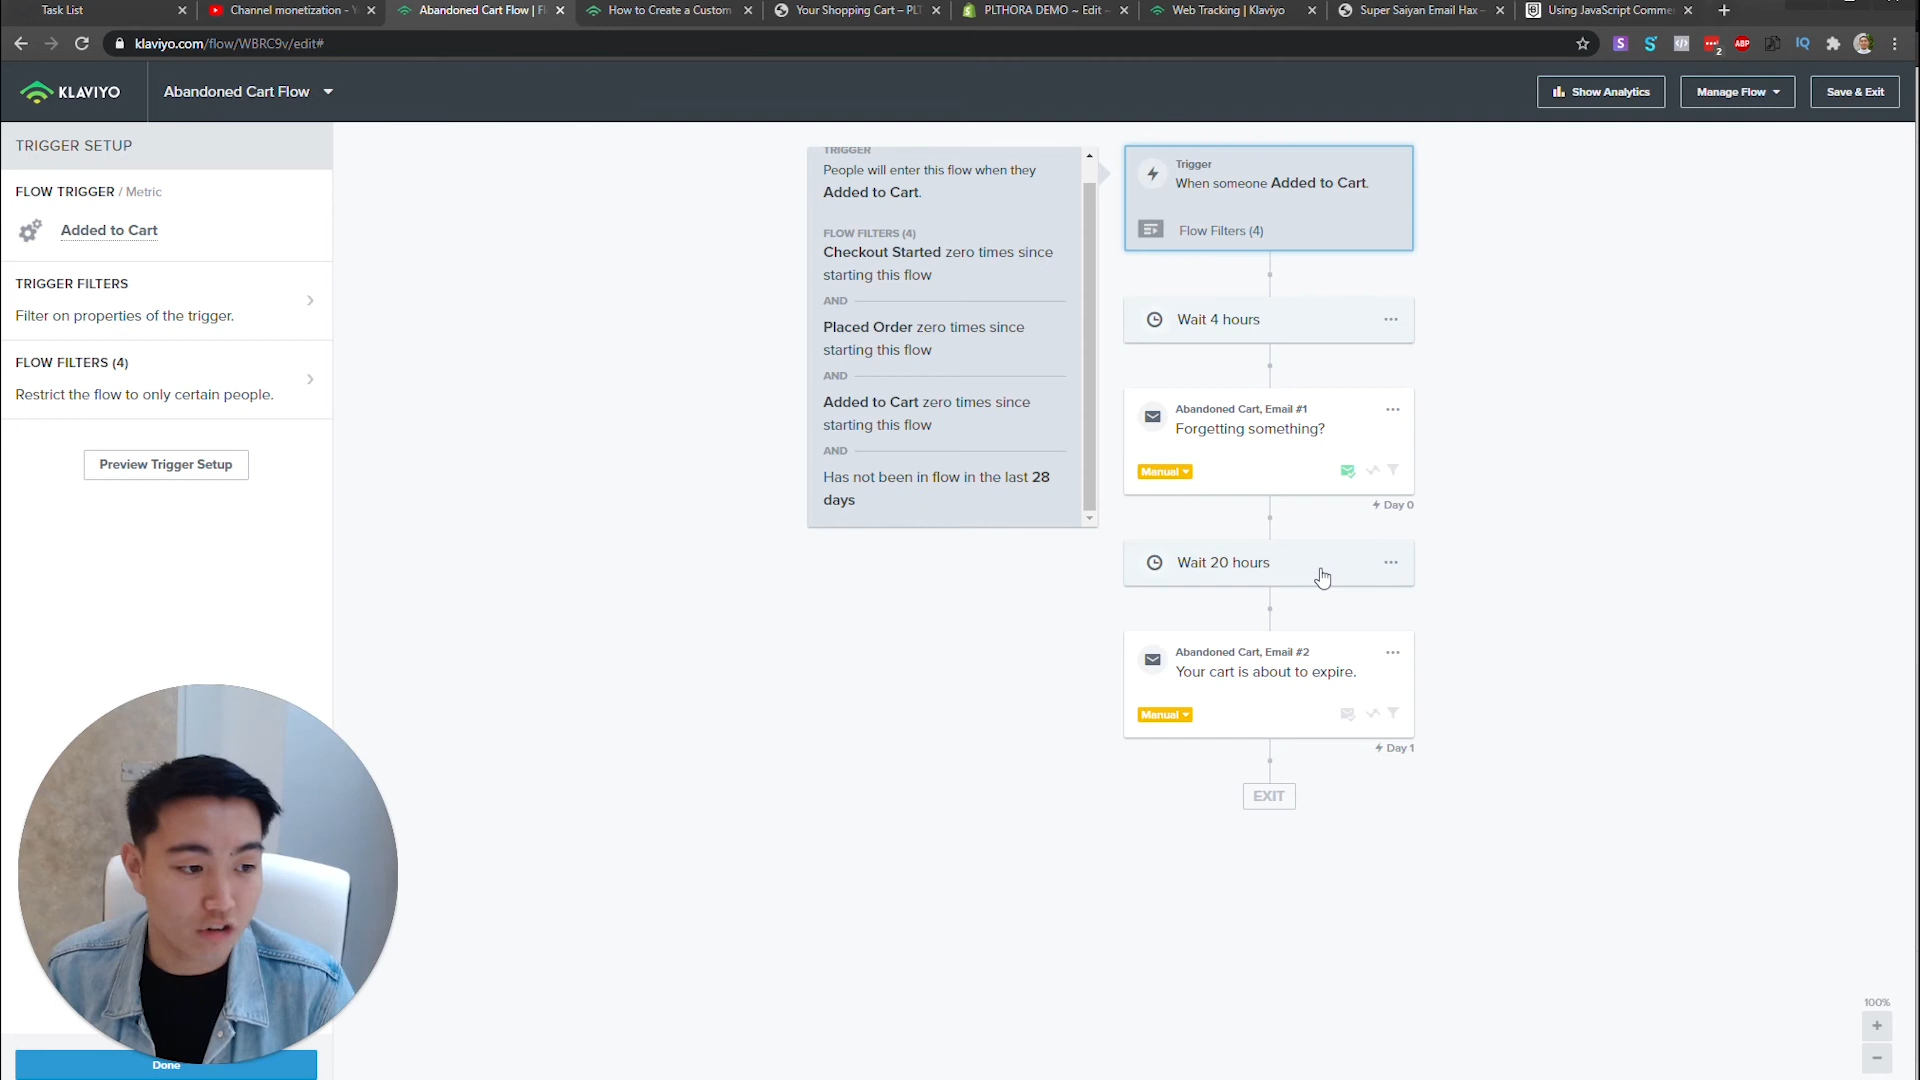 Task List
Channel monetization - Y
Abandoned Cart Flow | Fl
How to Create a Custom
Your Shopping Cart – PLT
PLTHORA DEMO ~ Edit ~
Web Tracking | Klaviyo
Super Saiyan Email Hax –
Using JavaScript Comme
klaviyo.com/flow/WBRC9v/edit#
2
ABP
IQ
KLAVIYO
Abandoned Cart Flow
Show Analytics
Manage Flow
Save & Exit
TRIGGER SETUP
FLOW TRIGGER / Metric
Added to Cart
TRIGGER FILTERS
Filter on properties of the trigger.
FLOW FILTERS (4)
Restrict the flow to only certain people.
Preview Trigger Setup
Done
TRIGGER
People will enter this flow when they
Added to Cart.
FLOW FILTERS (4)
Checkout Started zero times since
starting this flow
AND
Placed Order zero times since
starting this flow
AND
Added to Cart zero times since
starting this flow
AND
Has not been in flow in the last 28
days
Trigger
When someone Added to Cart.
Flow Filters (4)
Wait 4 hours
Abandoned Cart, Email #1
Forgetting something?
Manual
Day 0
Wait 20 hours
Abandoned Cart, Email #2
Your cart is about to expire.
Manual
Day 1
EXIT
100%